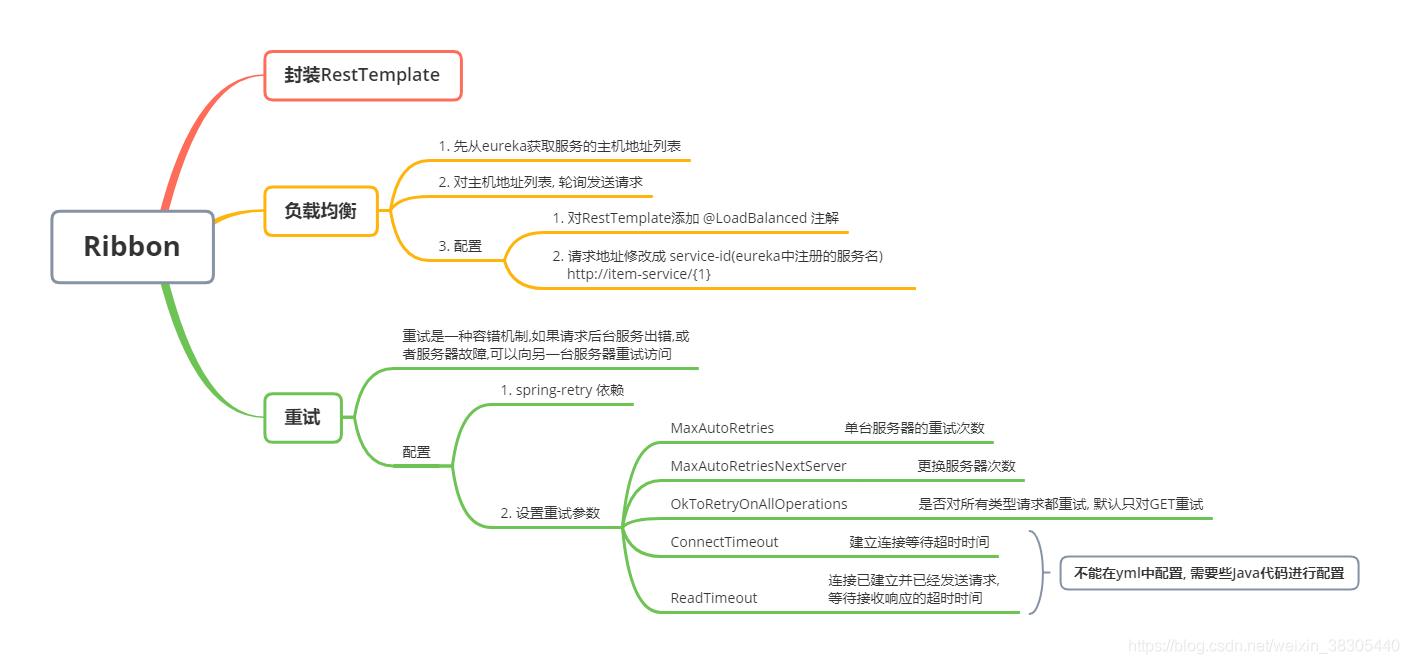 封装RestTemplate
1. 先从eureka获取服务的主机地址列表
2. 对主机地址列表, 轮询发送请求
负载均衡
1. 对RestTemplate添加 @LoadBalanced 注解
3. 配置
2. 请求地址修改成 service-id(eureka中注册的服务名)
http://item-service/{1}
Ribbon
重试是一种容错机制,如果请求后台服务出错,或
者服务器故障,可以向另一台服务器重试访问
1. spring-retry 依赖
重试
配置
MaxAutoRetries 单台服务器的重试次数
MaxAutoRetriesNextServer 更换服务器次数
2. 设置重试参数
OkToRetryOnAllOperations 是否对所有类型请求都重试, 默认只对GET重试
ConnectTimeout 建立连接等待超时时间
不能在yml中配置, 需要些Java代码进行配置
连接已建立并已经发送请求,
ReadTimeout 等待接收响应的超时时间
https://blog.csdn.net/weixin_38305440